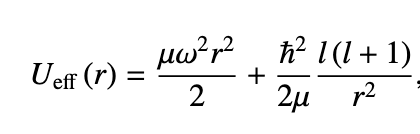 U_eff (r) = μω²r²/2 + ħ²/2μ l(l + 1)/r²,